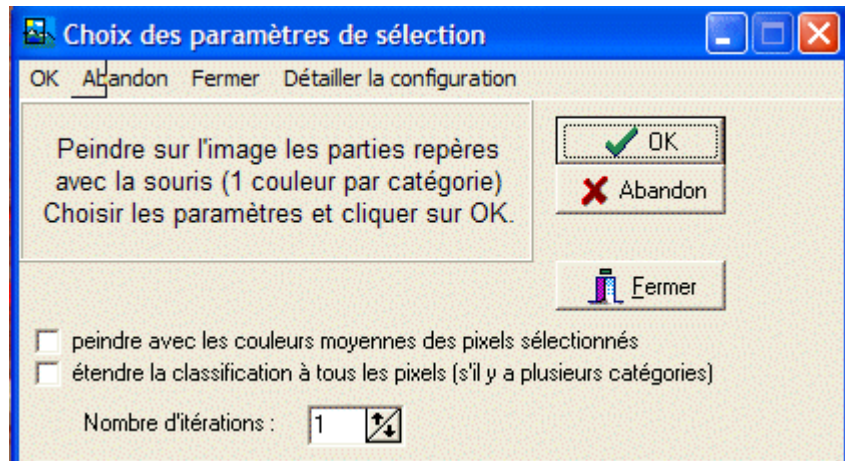 Choix des paramètres de sélection
OK Abandon Fermer Détailler la configuration
Peindre sur l'image les parties repères
avec la souris (1 couleur par catégorie)
Choisir les paramètres et cliquer sur OK.
OK
Abandon
Fermer
peindre avec les couleurs moyennes des pixels sélectionnés
étendre la classification à tous les pixels (s'il y a plusieurs catégories)
Nombre d'itérations : 1